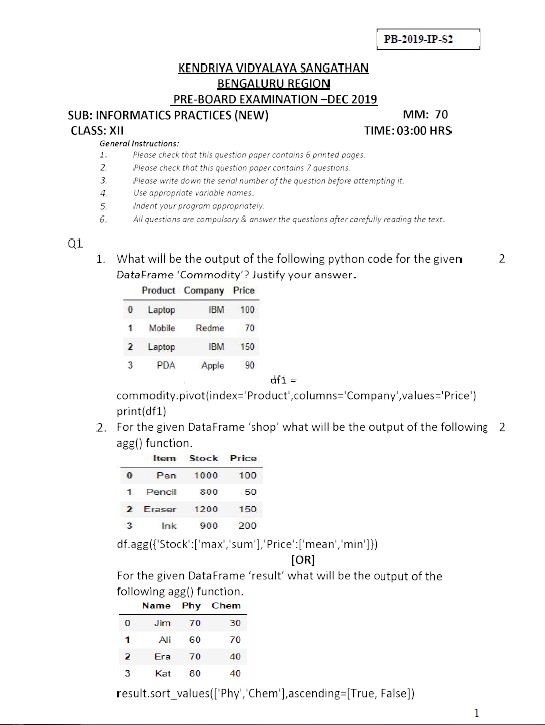 PB-2019-IP-S2
KENDRIYA VIDYALAYA SANGATHAN
BENGALURU REGION
PRE-BOARD EXAMINATION –DEC 2019
SUB: INFORMATICS PRACTICES (NEW) MM: 70
CLASS: XII TIME: 03:00 HRS
General Instructions:
1. Please check that this question paper contains 6 printed pages.
2. Please check that this question paper contains 7 questions.
3. Please write down the serial number of the question before attempting it.
4. Use appropriate variable names.
5. Indent your program appropriately.
6. All questions are compulsory & answer the questions after carefully reading the text.
Q1
1. What will be the output of the following python code for the given 2
DataFrame 'Commodity'? Justify your answer.
Product Company Price
0 Laptop IBM 100
1 Mobile Redme 70
2 Laptop IBM 150
3 PDA Apple 90
df1 =
commodity.pivot(index='Product',columns='Company',values='Price')
print(df1)
2. For the given DataFrame 'shop' what will be the output of the following 2
agg() function.
Item Stock Price
0 Pen 1000 100
1 Pencil 800 50
2 Eraser 1200 150
3 Ink 900 200
df.agg({'Stock':['max','sum'],'Price':['mean','min']})
[OR]
For the given DataFrame 'result' what will be the output of the
following agg() function.
Name Phy Chem
0 Jim 70 30
1 Ali 60 70
2 Era 70 40
3 Kat 80 40
result.sort_values(['Phy','Chem'],ascending=[True, False])
1